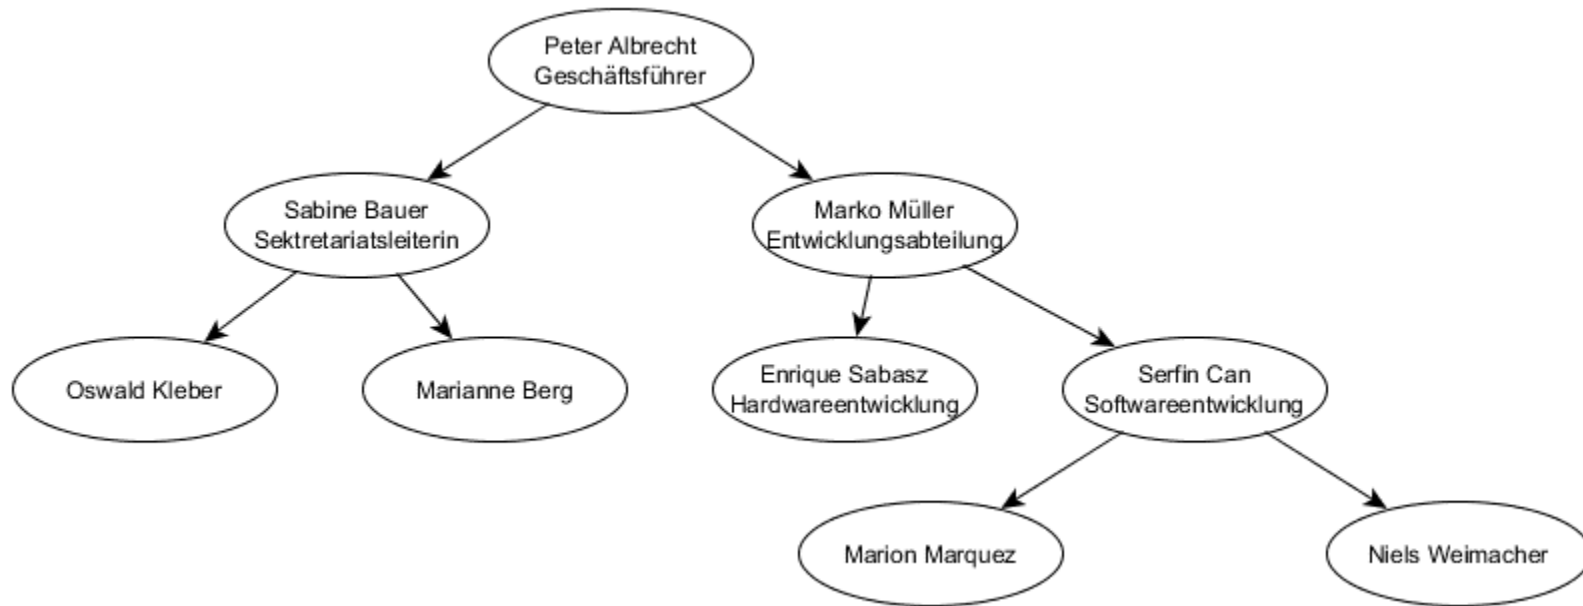 Peter Albrecht
Geschäftsführer
Sabine Bauer
Sektretariatsleiterin
Marko Müller
Entwicklungsabteilung
Oswald Kleber
Marianne Berg
Enrique Sabasz
Hardwareentwicklung
Serfin Can
Softwareentwicklung
Marion Marquez
Niels Weimacher